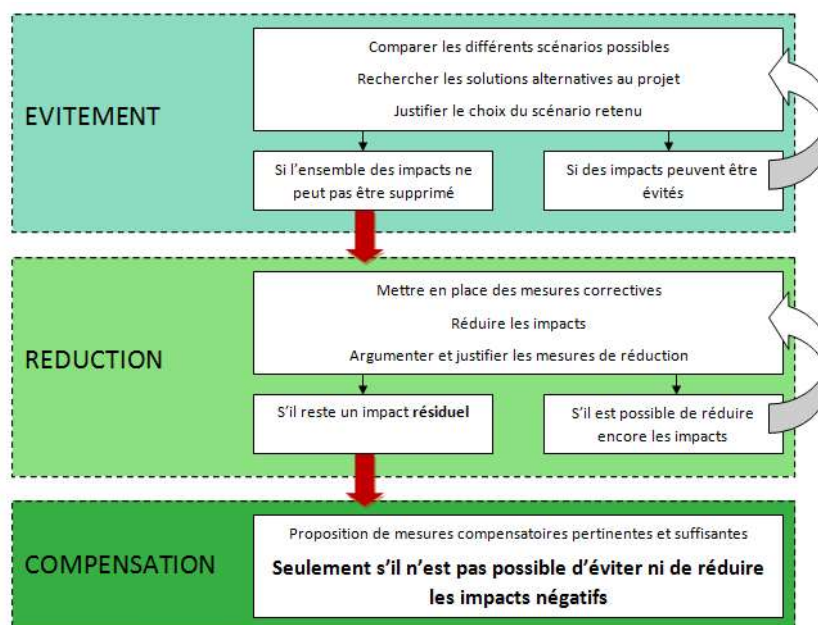 EVITEMENT
Comparer les différents scénarios possibles
Rechercher les solutions alternatives au projet
Justifier le choix du scénario retenu
Si l'ensemble des impacts ne
peut pas être supprimé
Si des impacts peuvent être
évités
REDUCTION
Mettre en place des mesures correctives
Réduire les impacts
Argumenter et justifier les mesures de réduction
S'il reste un impact résiduel
S'il est possible de réduire
encore les impacts
COMPENSATION
Proposition de mesures compensatoires pertinentes et suffisantes
Seulement s'il n'est pas possible d'éviter ni de réduire
les impacts négatifs